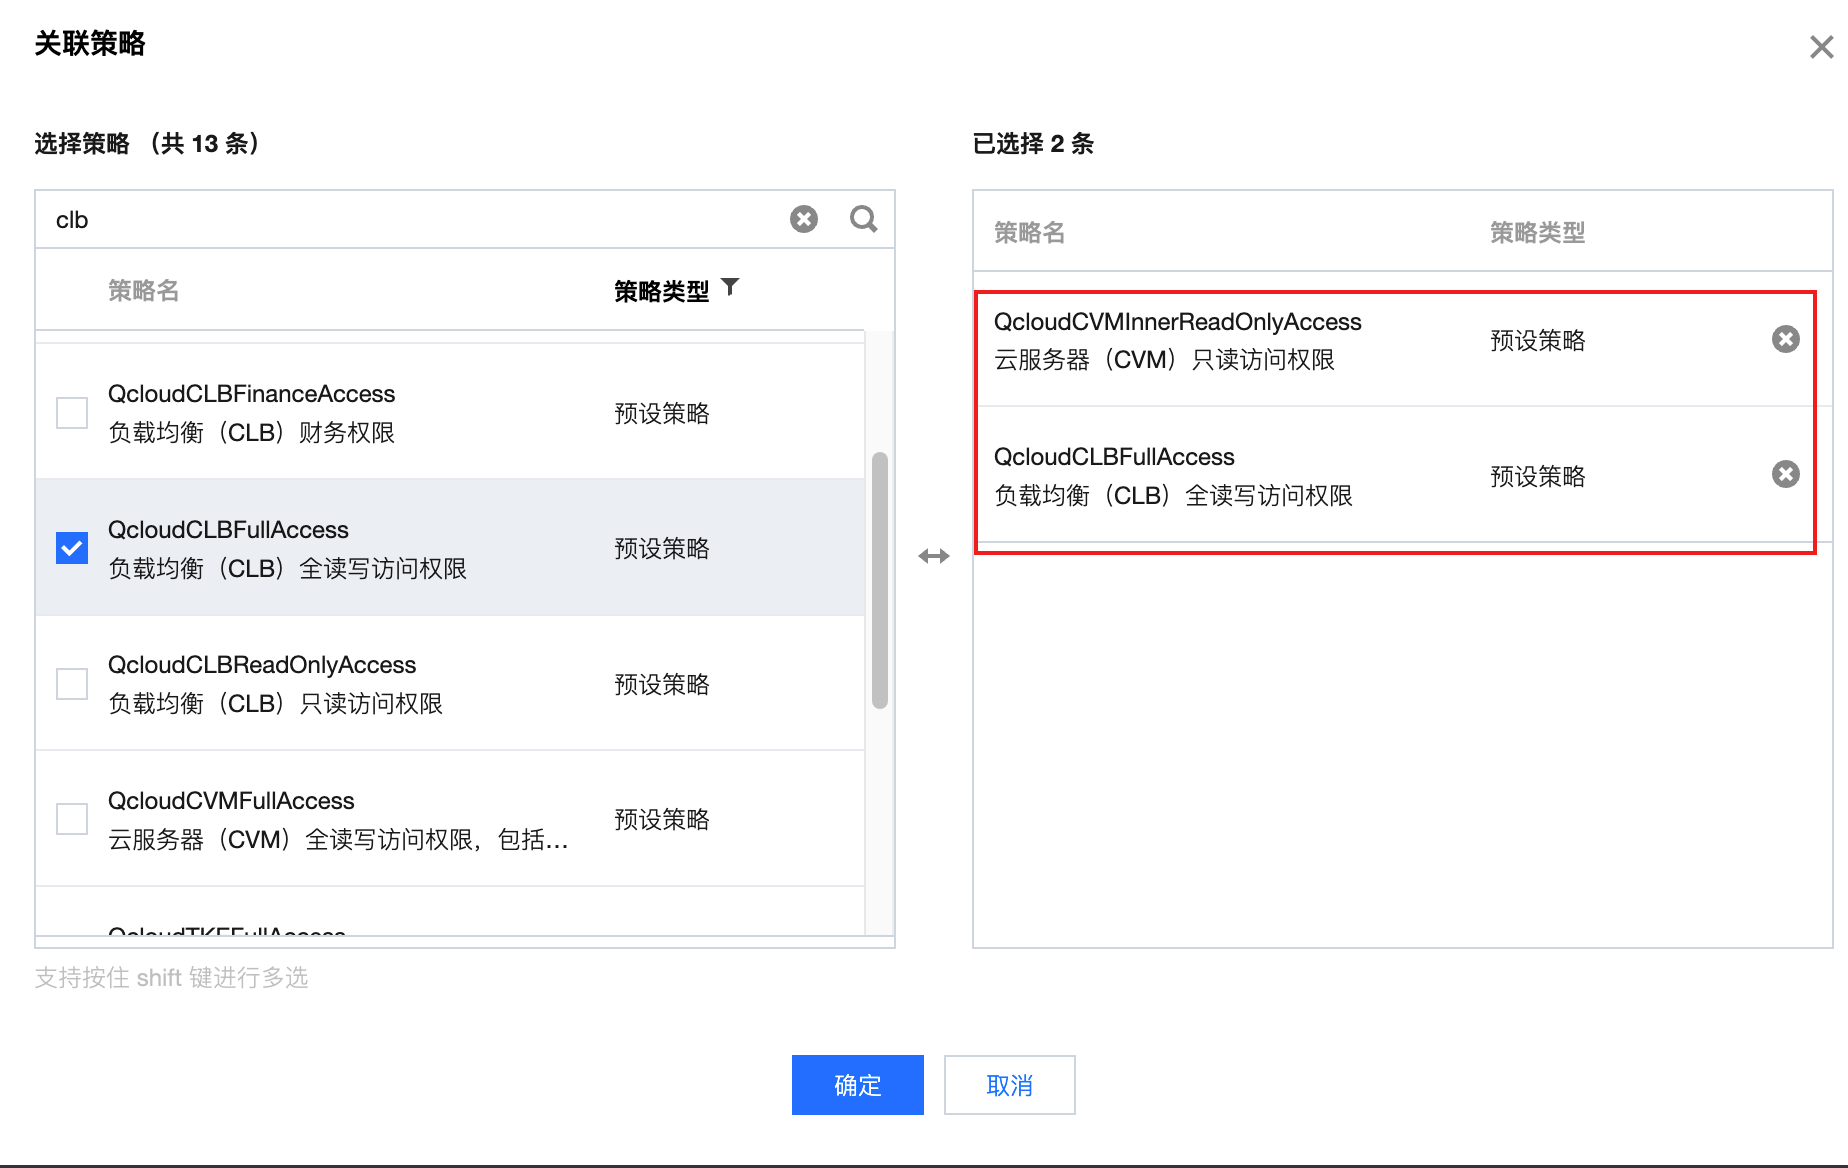 关联策略
选择策略 （共 13 条）
clb
策略名 策略类型
QcloudCLBFinanceAccess
负载均衡（CLB）财务权限
预设策略
QcloudCLBFullAccess
负载均衡（CLB）全读写访问权限
预设策略
QcloudCLBReadOnlyAccess
负载均衡（CLB）只读访问权限
预设策略
QcloudCVMFullAccess
云服务器（CVM）全读写访问权限，包括...
预设策略
QcloudTKEFullAccess
支持按住 shift 键进行多选
已选择 2 条
策略名 策略类型
QcloudCVMInnerReadOnlyAccess
云服务器（CVM）只读访问权限
预设策略
QcloudCLBFullAccess
负载均衡（CLB）全读写访问权限
预设策略
确定 取消